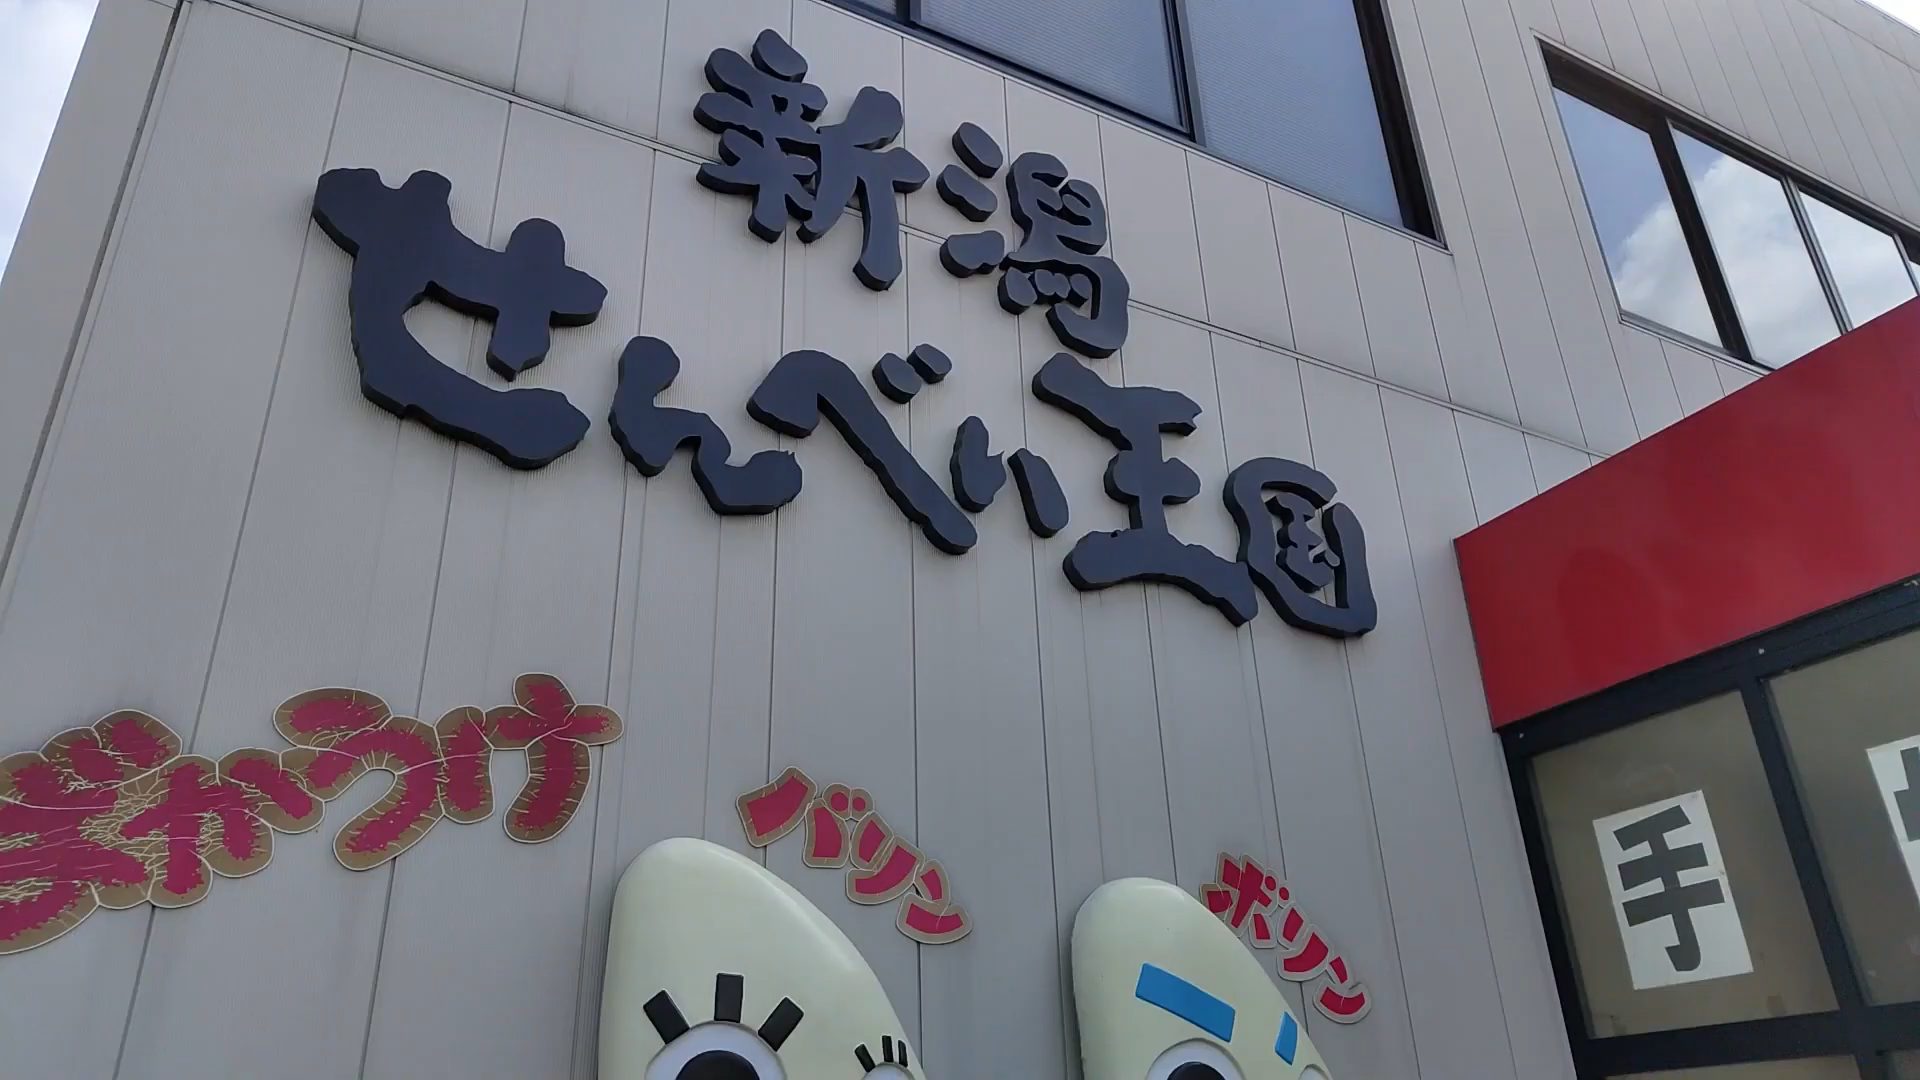 新潟
せんべい王国
ばかうけ
バリン
ボリン
手